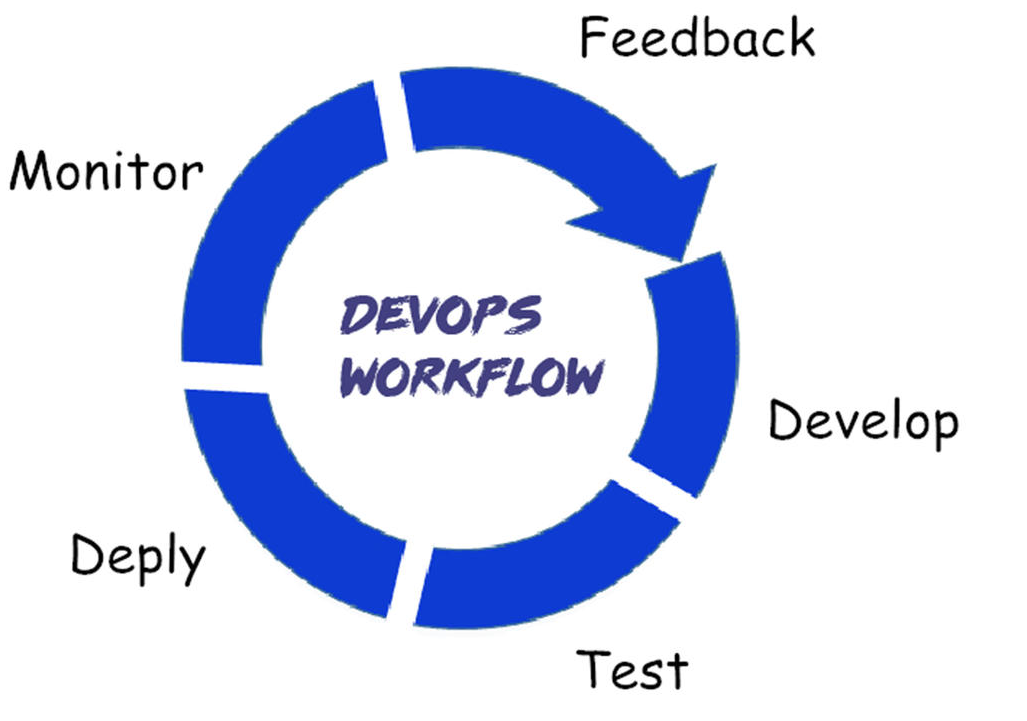 Feedback
Monitor
DEVOPS
WORKFLOW
Develop
Deply
Test